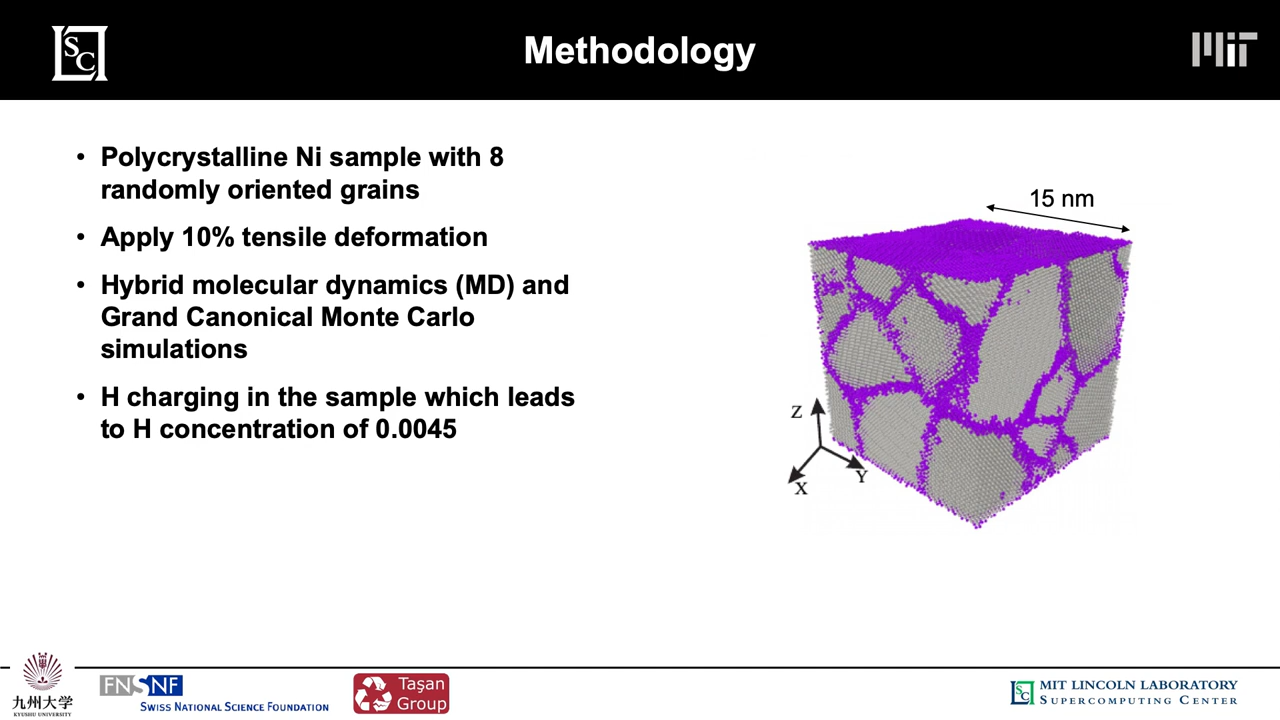 S C
Methodology
MIT
• Polycrystalline Ni sample with 8
randomly oriented grains
• Apply 10% tensile deformation
• Hybrid molecular dynamics (MD) and
Grand Canonical Monte Carlo
simulations
• H charging in the sample which leads
to H concentration of 0.0045
15 nm
Z
Y
X
九州大学
KYUSHU UNIVERSITY
FNSNF
SWISS NATIONAL SCIENCE FOUNDATION
Taşan
Group
SC
MIT LINCOLN LABORATORY
SUPERCOMPUTING CENTER